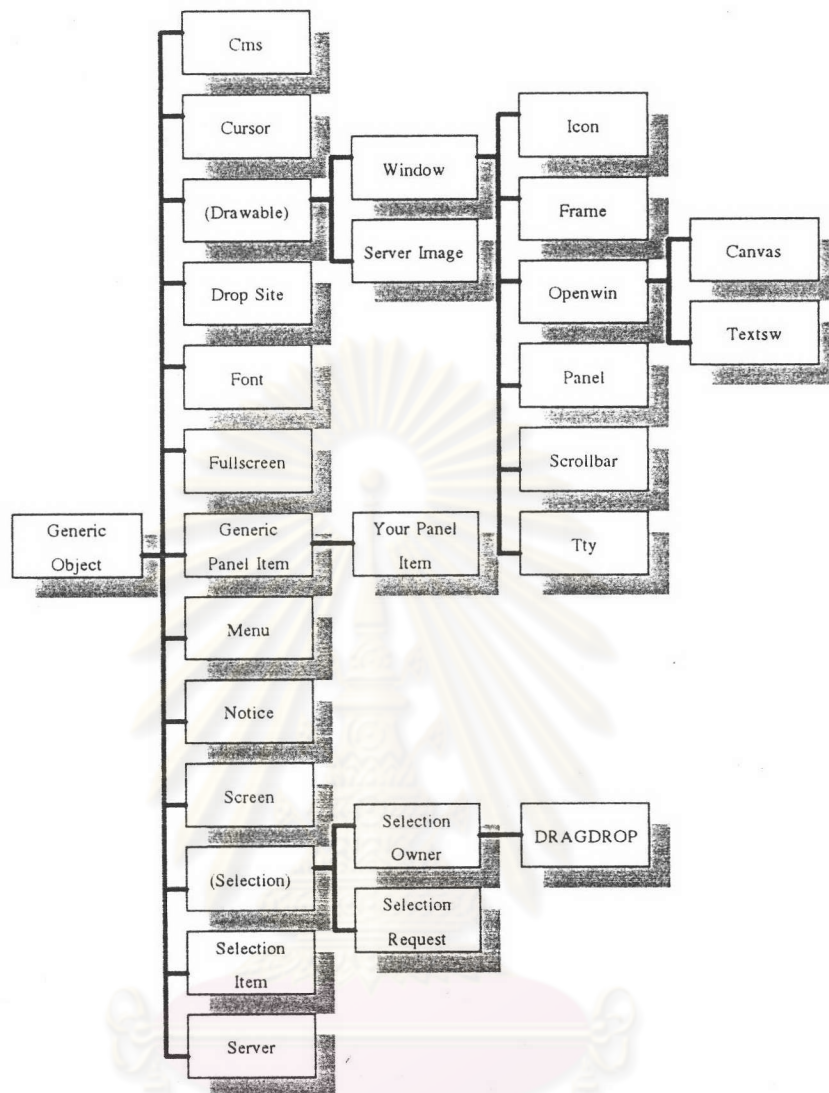 Cms
Cursor
(Drawable)
Drop Site
Font
Fullscreen
Generic
Object
Generic
Panel Item
Menu
Notice
Screen
(Selection)
Selection
Item
Server
Window
Server Image
Your Panel
Item
Selection
Owner
Selection
Request
Icon
Frame
Openwin
Panel
Scrollbar
Tty
DRAGDROP
Canvas
Textsw